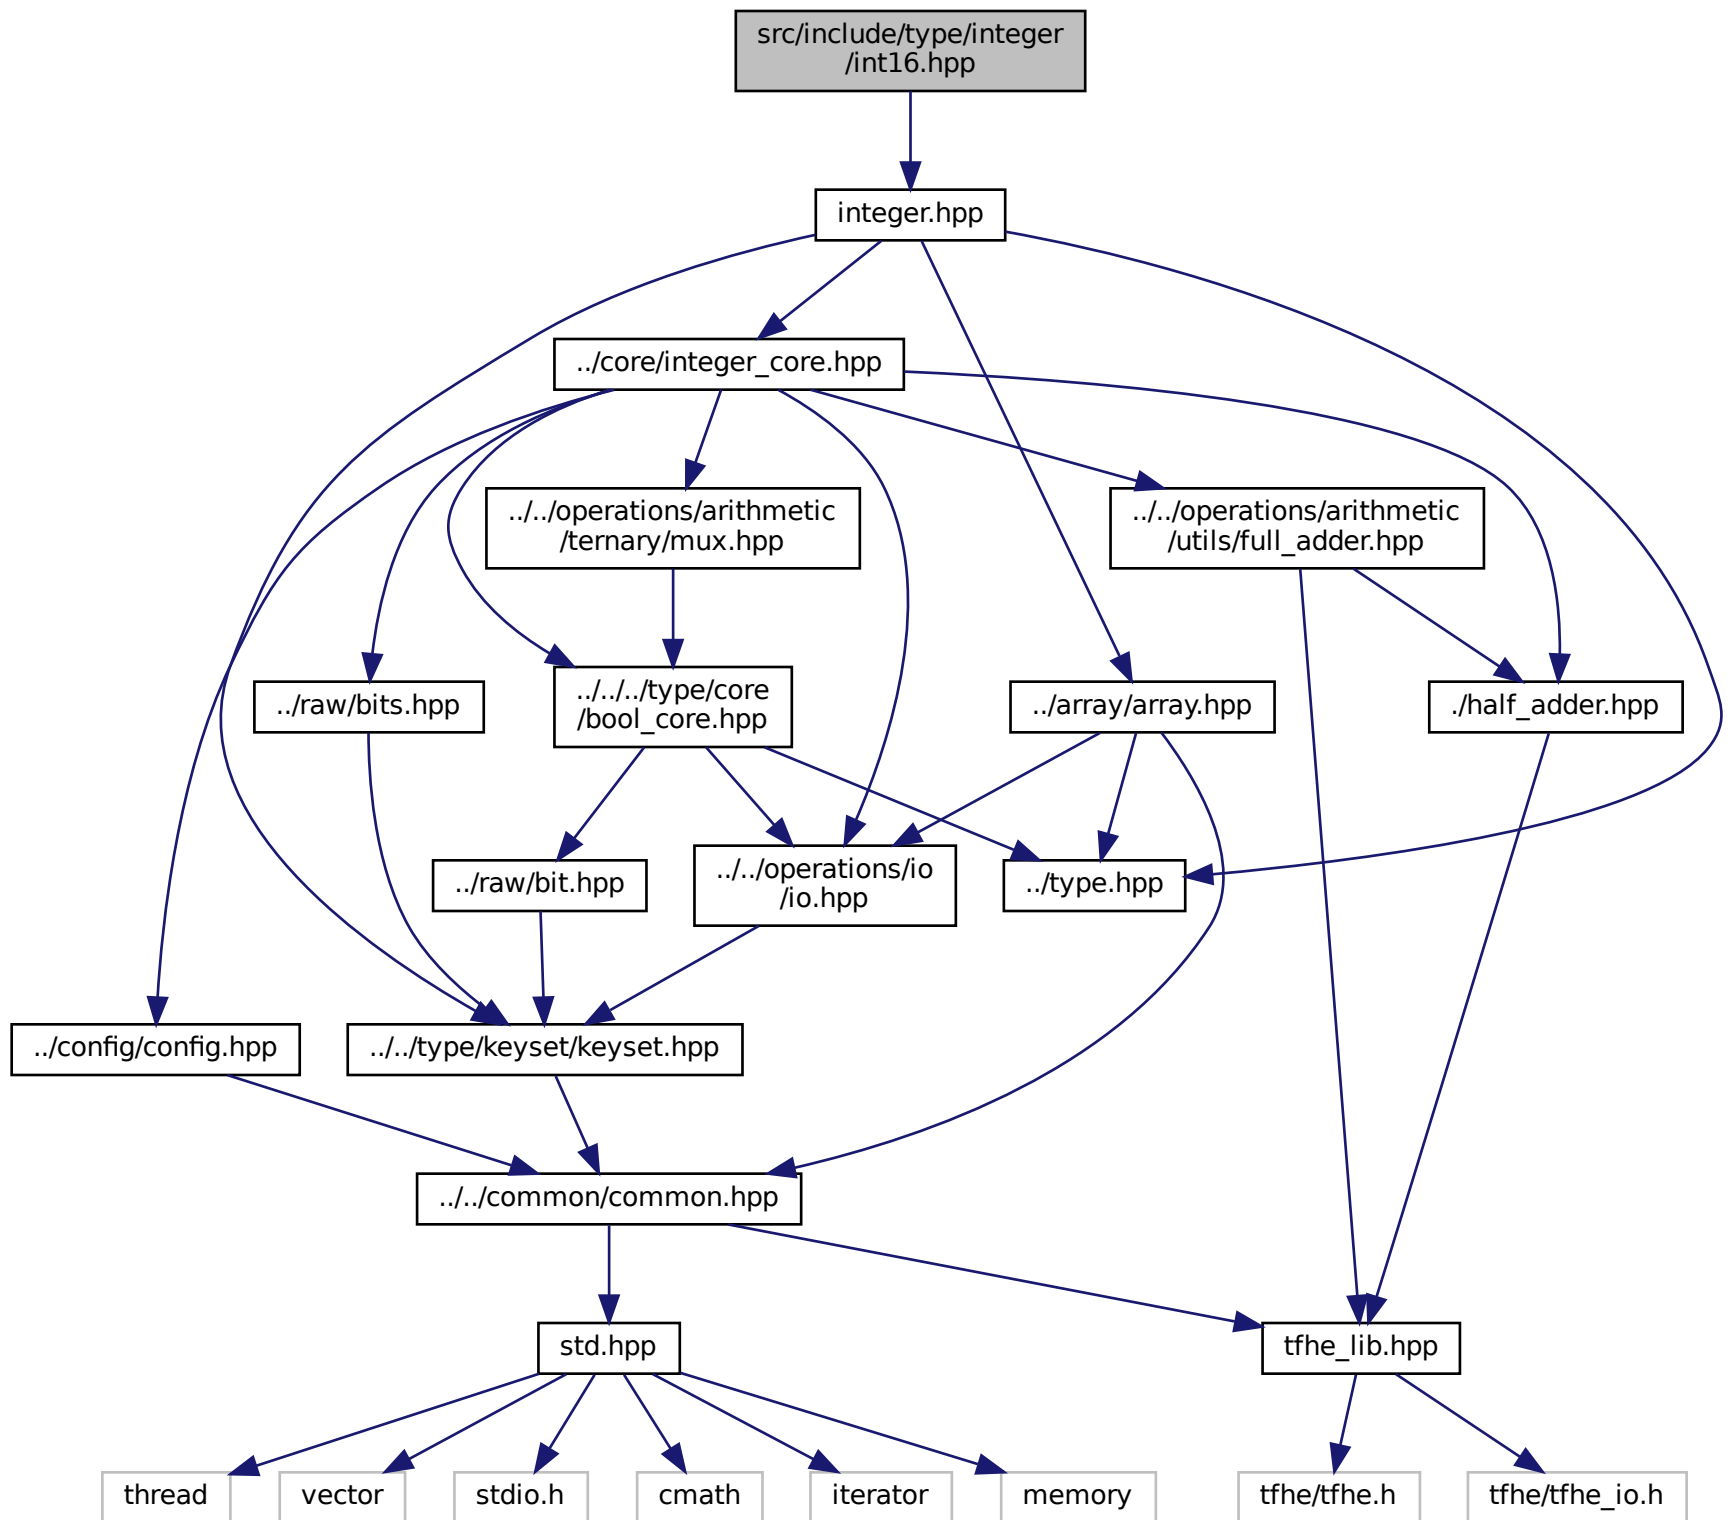 src/include/type/integer
/int16.hpp
integer.hpp
../core/integer_core.hpp
../../operations/arithmetic
/ternary/mux.hpp
../../operations/arithmetic
/utils/full_adder.hpp
../raw/bits.hpp
../../../type/core
/bool_core.hpp
../array/array.hpp
./half_adder.hpp
../raw/bit.hpp
../../operations/io
/io.hpp
../type.hpp
../config/config.hpp
../../type/keyset/keyset.hpp
../../common/common.hpp
std.hpp
tfhe_lib.hpp
thread
vector
stdio.h
cmath
iterator
memory
tfhe/tfhe.h
tfhe/tfhe_io.h